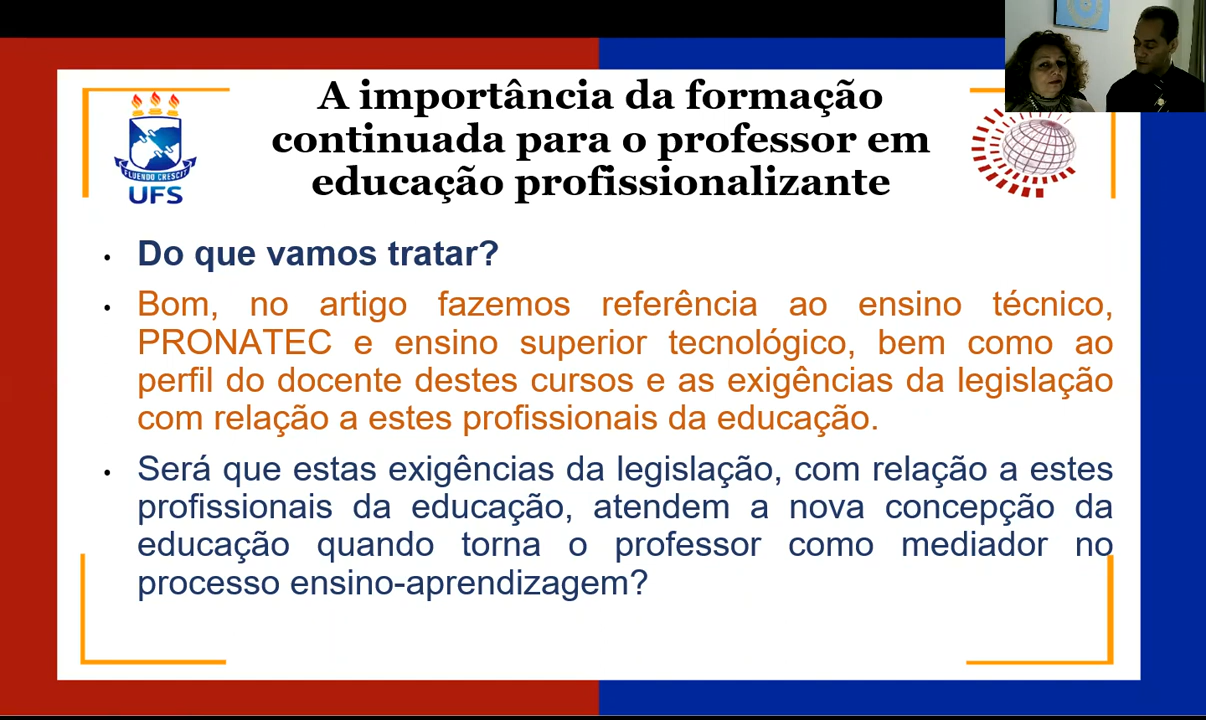 A importância da formação
continuada para o professor em
educação profissionalizante
FLUENDO CRESCIT
UFS
• Do que vamos tratar?
• Bom, no artigo fazemos referência ao ensino técnico,
PRONATEC e ensino superior tecnológico, bem como ao
perfil do docente destes cursos e as exigências da legislação
com relação a estes profissionais da educação.
• Será que estas exigências da legislação, com relação a estes
profissionais da educação, atendem a nova concepção da
educação quando torna o professor como mediador no
processo ensino-aprendizagem?